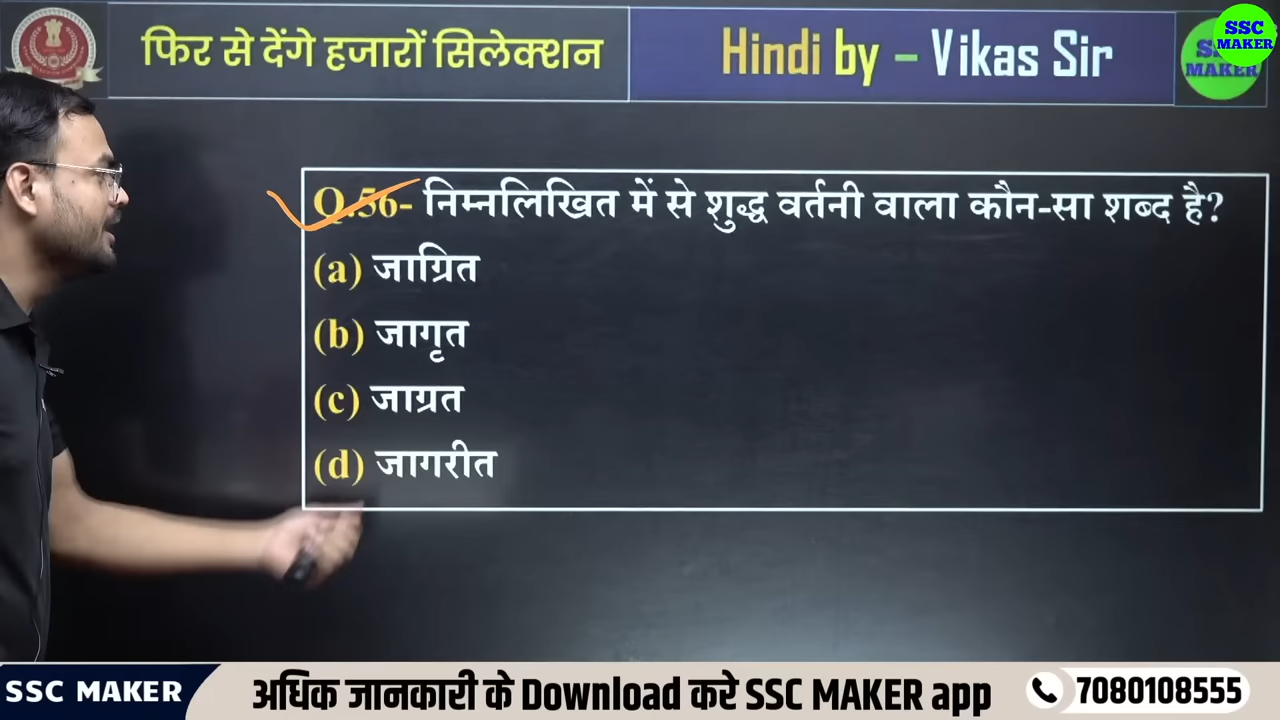 फिर से देंगे हजारों सिलेक्शन
Hindi by – Vikas Sir
SSC
MAKER
MAKER
Q.56- निम्नलिखित में से शुद्ध वर्तनी वाला कौन-सा शब्द है?
(a) जाग्रित
(b) जागृत
(c) जाग्रत
(d) जागरीत
SSC MAKER
अधिक जानकारी के Download करे SSC MAKER app
7080108555